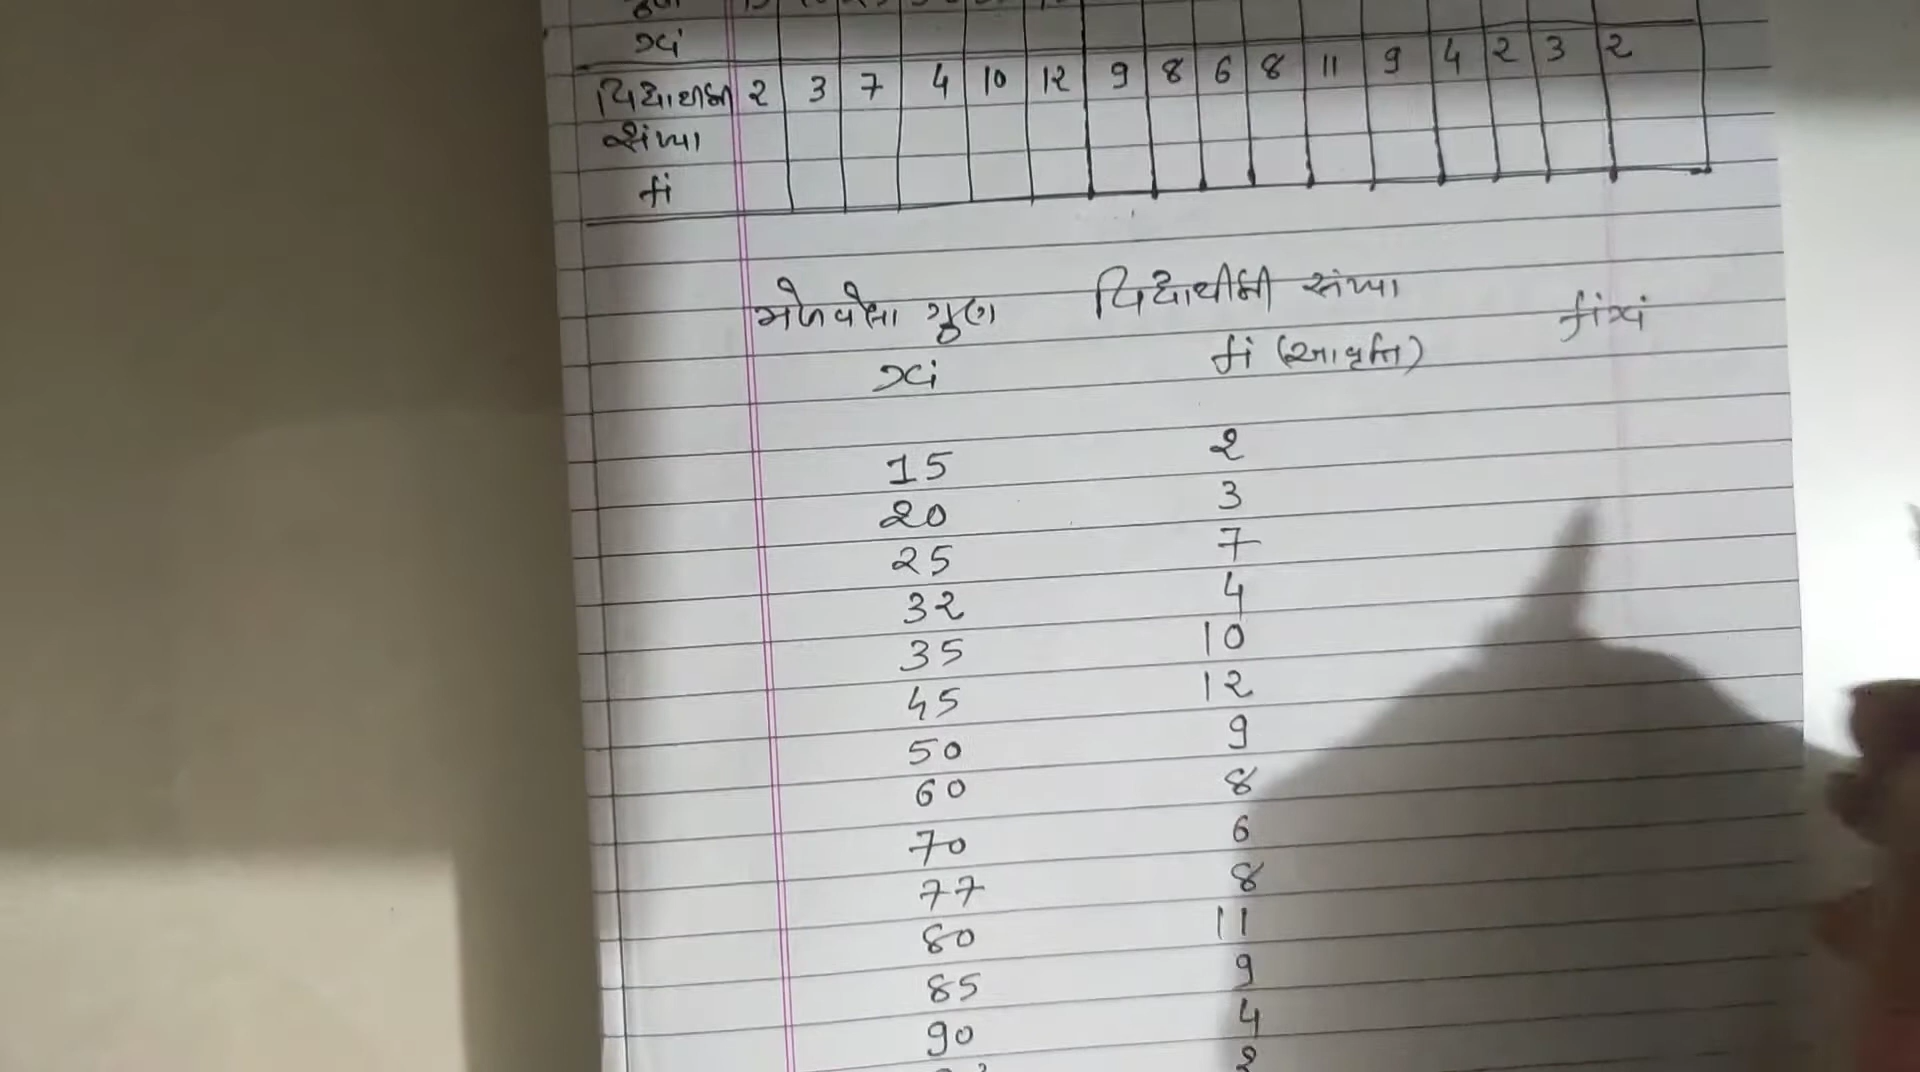 xi
વિદ્યાર્થીની 2 3 7 4 10 12 9 8 6 8 11 9 4 2 3 2
સંખ્યા
fi
મેળવેલા ગુણ વિદ્યાર્થીની સંખ્યા fixi
xi fi (આવૃત્તિ)
15 2
20 3
25 7
32 4
35 10
45 12
50 9
60 8
70 6
77 8
80 11
85 9
90 4
2